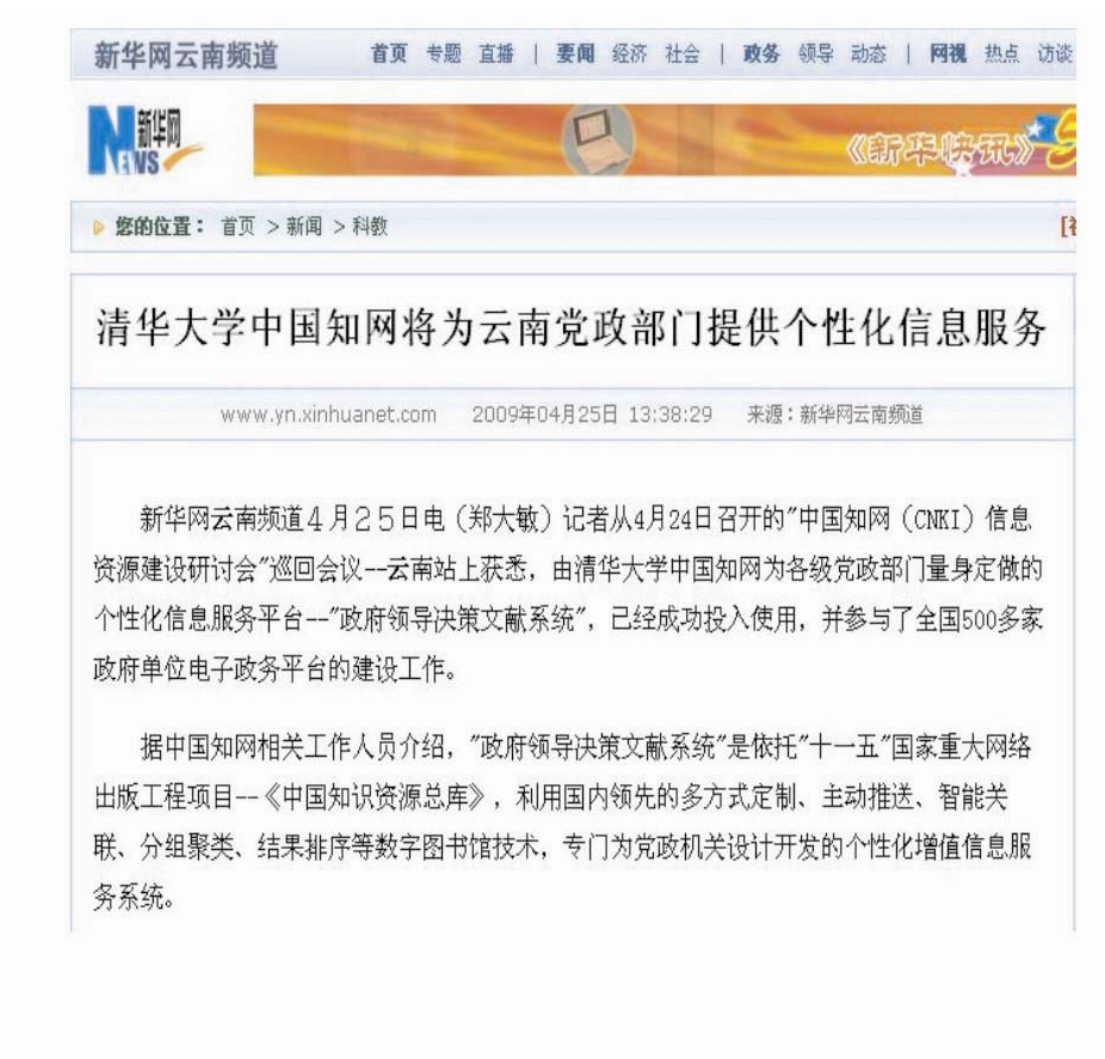 新华网云南频道 首页 专题 直播 | 要闻 经济 社会 | 政务 领导 动态 | 网视 热点 访谈
NEWS 新华网
《新华快讯》
您的位置： 首页 > 新闻 > 科教
清华大学中国知网将为云南党政部门提供个性化信息服务
www.yn.xinhuanet.com 2009年04月25日 13:38:29 来源：新华网云南频道
新华网云南频道４月２５日电（郑大敏）记者从4月24日召开的"中国知网（CNKI）信息
资源建设研讨会"巡回会议--云南站上获悉，由清华大学中国知网为各级党政部门量身定做的
个性化信息服务平台--"政府领导决策文献系统"，已经成功投入使用，并参与了全国500多家
政府单位电子政务平台的建设工作。
据中国知网相关工作人员介绍，"政府领导决策文献系统"是依托"十一五"国家重大网络
出版工程项目--《中国知识资源总库》，利用国内领先的多方式定制、主动推送、智能关
联、分组聚类、结果排序等数字图书馆技术，专门为党政机关设计开发的个性化增值信息服
务系统。